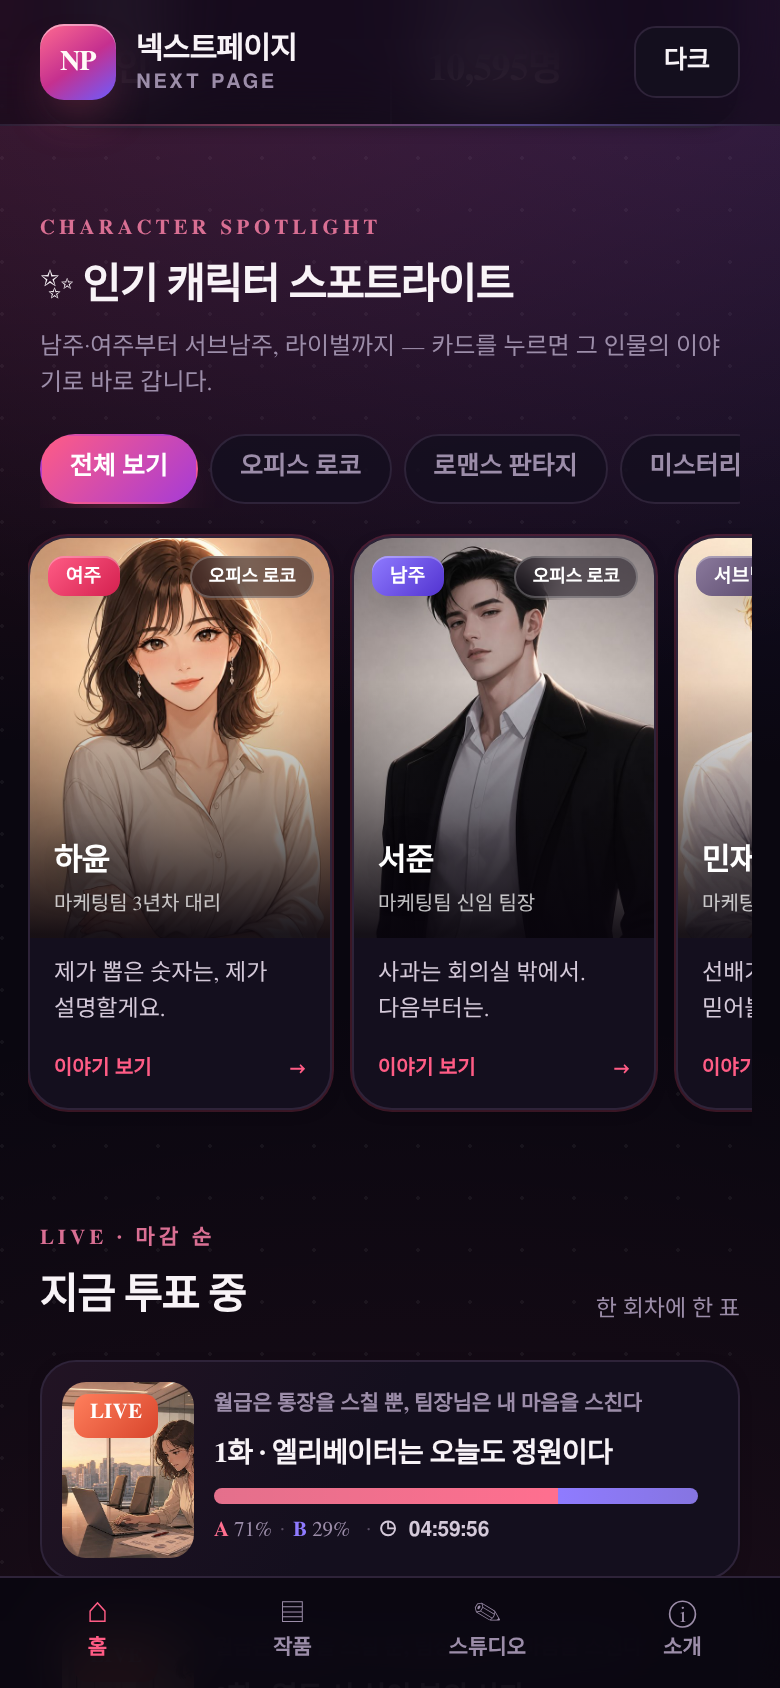 NP
넥스트페이지
NEXT PAGE
다크
CHARACTER SPOTLIGHT
✨ 인기 캐릭터 스포트라이트
남주·여주부터 서브남주, 라이벌까지 — 카드를 누르면 그 인물의 이야
기로 바로 갑니다.
전체 보기
오피스 로코
로맨스 판타지
미스터리
여주
오피스 로코
하윤
마케팅팀 3년차 대리
제가 뽑은 숫자는, 제가
설명할게요.
이야기 보기 →
남주
오피스 로코
서준
마케팅팀 신임 팀장
사과는 회의실 밖에서.
다음부터는.
이야기 보기 →
서브
민재
LIVE · 마감 순
지금 투표 중
한 회차에 한 표
LIVE
월급은 통장을 스칠 뿐, 팀장님은 내 마음을 스친다
1화 · 엘리베이터는 오늘도 정원이다
A 71% · B 29% · 04:59:56
홈
작품
스튜디오
소개